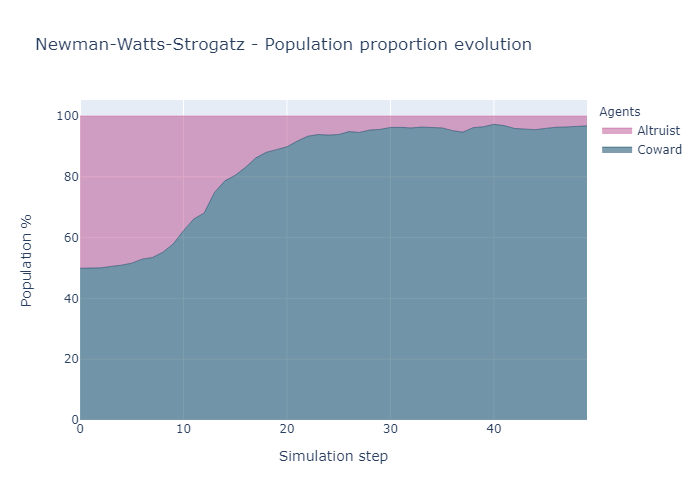 Newman-Watts-Strogatz - Population proportion evolution
Agents
Altruist
Coward
Population %
100
80
60
40
20
0
0 10 20 30 40
Simulation step